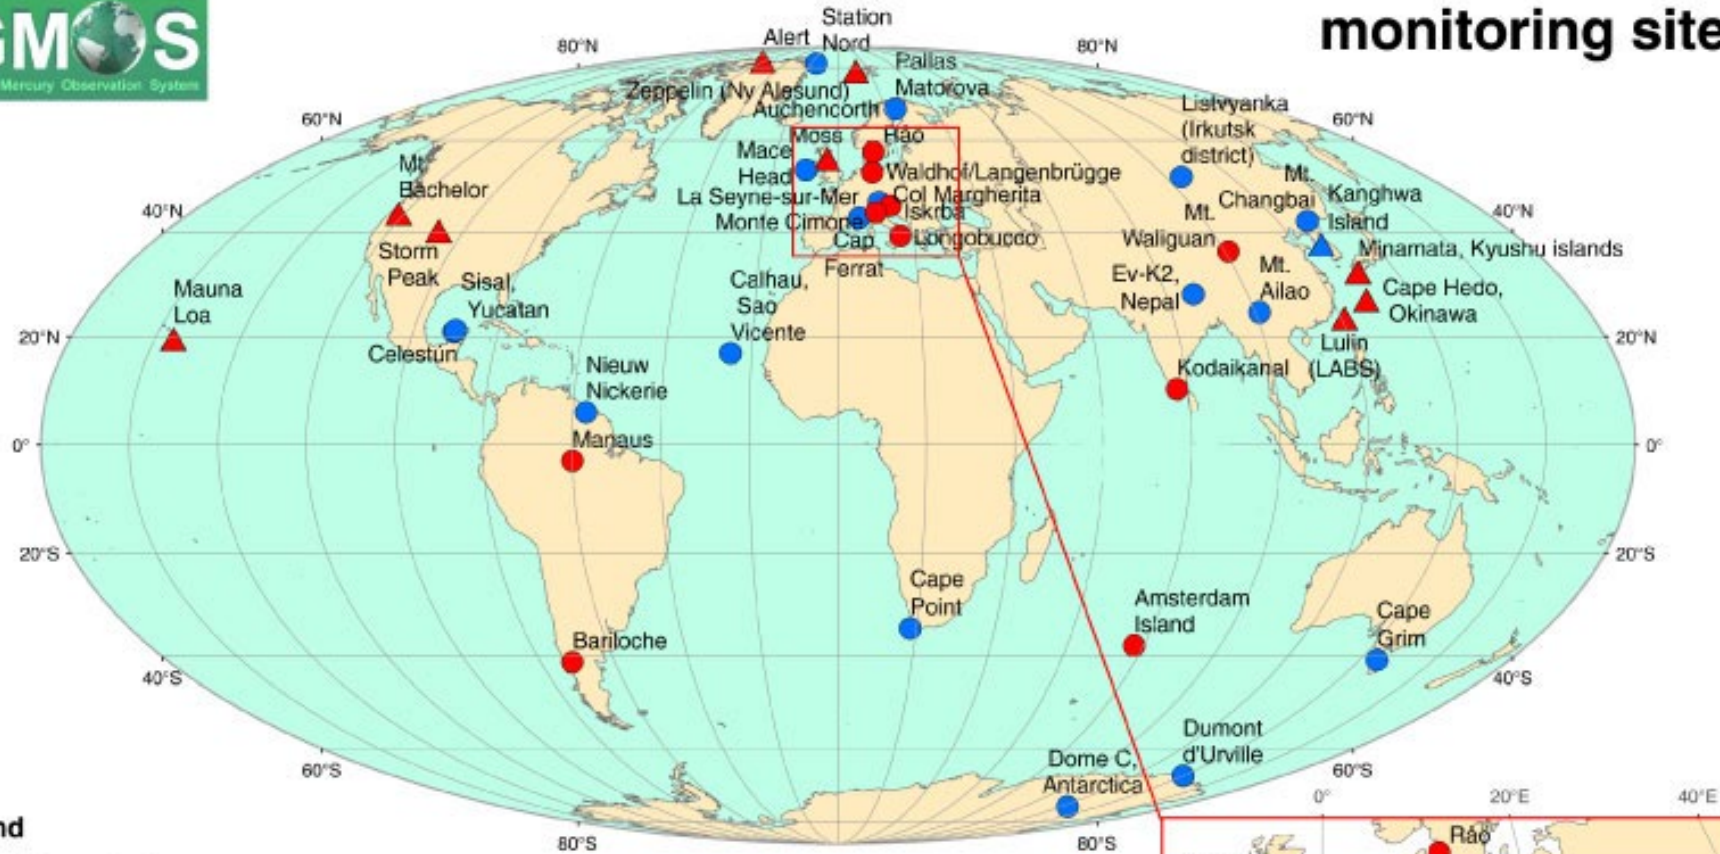 GMOS
Mercury Observation System
monitoring site
Station
Nord
Alert
80°N
80°N
Pallas
Matorova
Zeppelin (Ny Alesund)
Auchencorth
Moss
60°N
60°N
Listvyanka
(Irkutsk
district)
Råo
Mace
Head
Waldhof/Langenbrügge
Mt.
Bachelor
La Seyne-sur-Mer
Col Margherita
Iskrba
Monte Cimone
Longobucco
Cap
Ferrat
Mt.
Changbai
Kanghwa
Island
40°N
40°N
Mt.
Waliguan
Minamata, Kyushu islands
Storm
Peak
Sisal,
Yucatan
Celestun
Mauna
Loa
Calhau,
Sao
Vicente
Ev-K2,
Nepal
Mt.
Ailao
Cape Hedo,
Okinawa
20°N
20°N
Lulin
(LABS)
Kodaikanal
Nieuw
Nickerie
Manaus
0°
0°
20°S
20°S
Cape
Point
Amsterdam
Island
Cape
Grim
Bariloche
40°S
40°S
Dumont
d'Urville
Dome C,
Antarctica
60°S
60°S
0°
20°E
40°E
nd
80°S
80°S
Råo